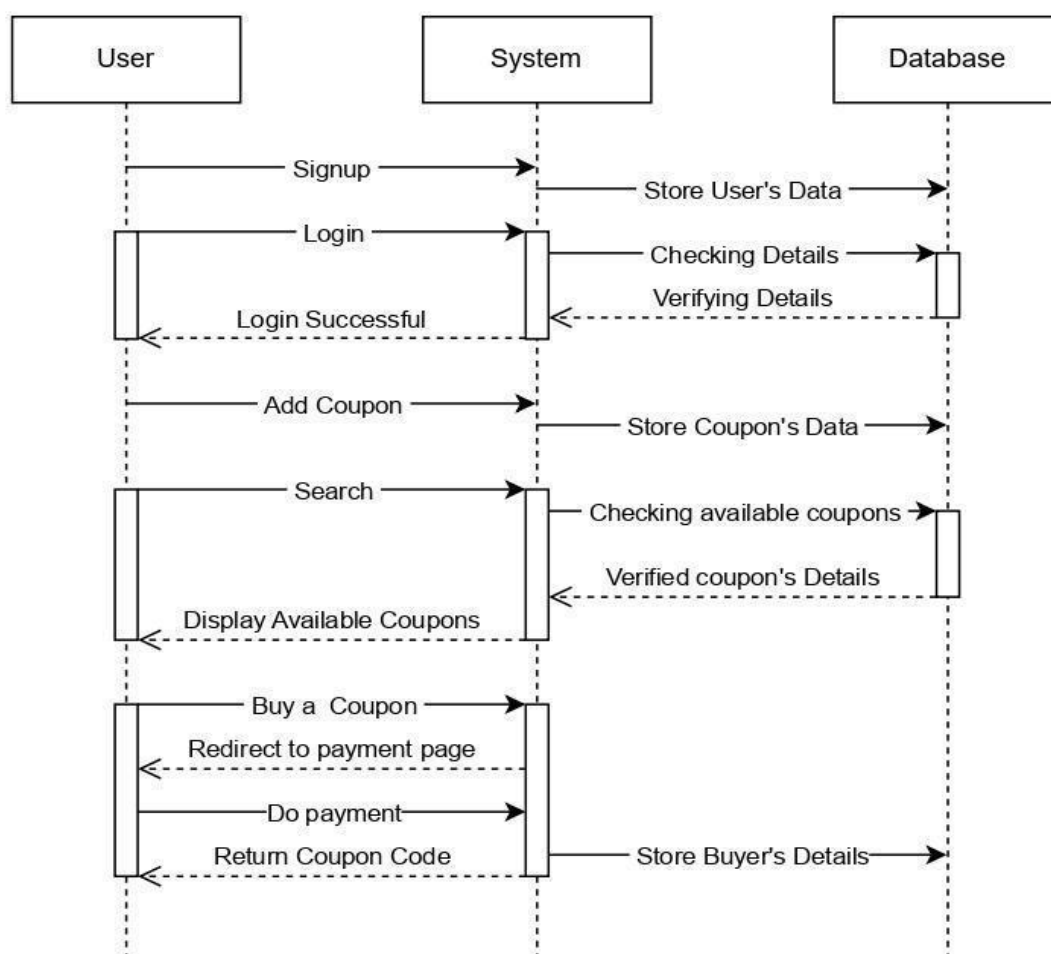 User
System
Database
Signup
Store User's Data
Login
Checking Details
Verifying Details
Login Successful
Add Coupon
Store Coupon's Data
Search
Checking available coupons
Verified coupon's Details
Display Available Coupons
Buy a  Coupon
Redirect to payment page
Do payment
Return Coupon Code
Store Buyer's Details